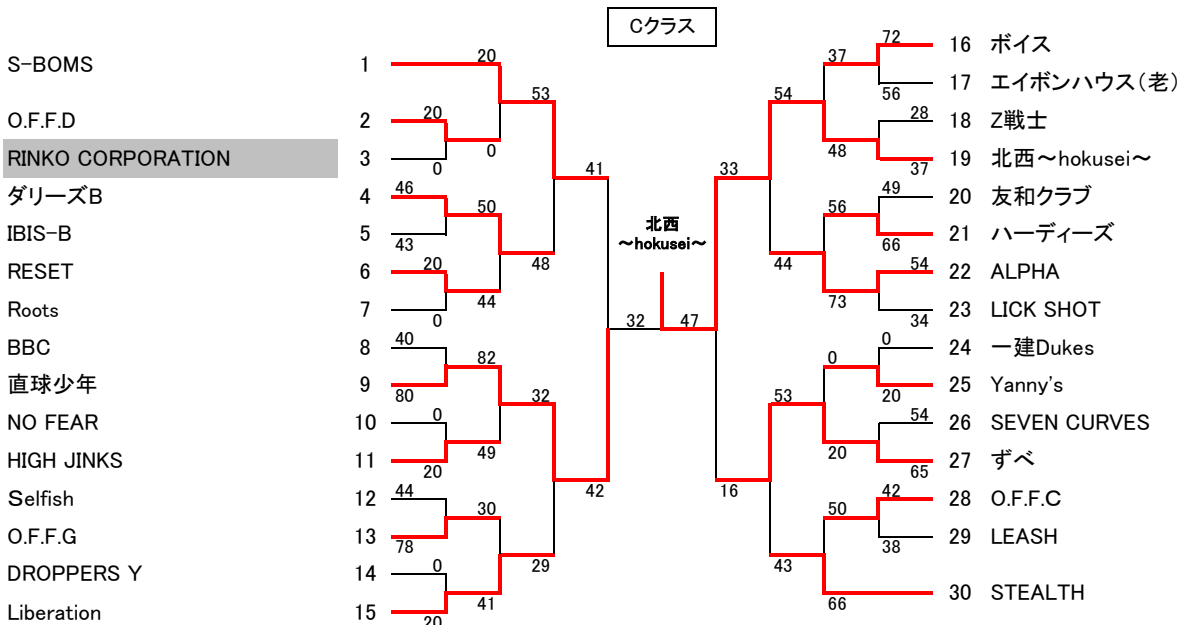 Cクラス
S-BOMS 1 20
53
O.F.F.D 2 20
0
RINKO CORPORATION 3 0
41
ダリーズB 4 46
50
IBIS-B 5 43
48
RESET 6 20
44
Roots 7 0
BBC 8 40
82
直球少年 9 80
32
NO FEAR 10 0
49
HIGH JINKS 11 20
42
Selfish 12 44
30
O.F.F.G 13 78
29
DROPPERS Y 14 0
41
Liberation 15 20
北西
～hokusei～
32 47
72 16 ボイス
37
56 17 エイボンハウス(老)
54
28 18 Z戦士
48
37 19 北西～hokusei～
33
49 20 友和クラブ
56
66 21 ハーディーズ
44
54 22 ALPHA
73
34 23 LICK SHOT
0 24 一建Dukes
0
20 25 Yanny's
53
54 26 SEVEN CURVES
20
65 27 ずべ
16
42 28 O.F.F.C
50
38 29 LEASH
43
66 30 STEALTH